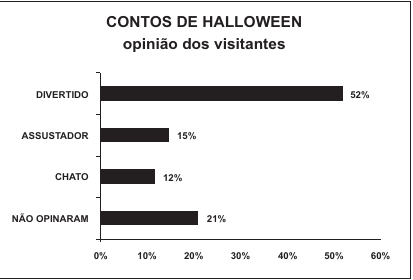 CONTOS DE HALLOWEEN
opinião dos visitantes
DIVERTIDO 52%
ASSUSTADOR 15%
CHATO 12%
NÃO OPINARAM 21%
0% 10% 20% 30% 40% 50% 60%